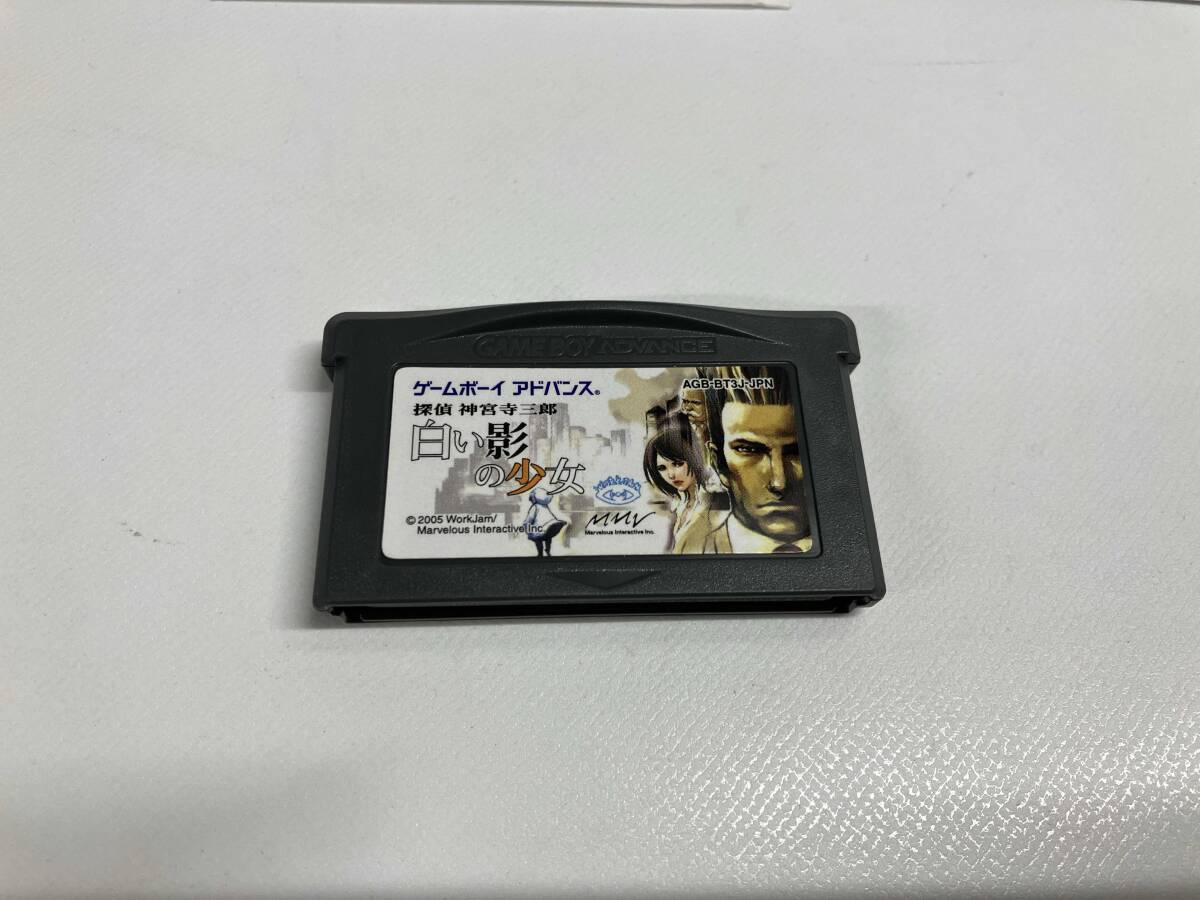 GAME BOY ADVANCE
ゲームボーイ アドバンス®
AGB-BT3J-JPN
探偵 神宮寺三郎
白い影
の少女
© 2005 WorkJam/
Marvelous Interactive Inc.
MMV
Marvelous Interactive Inc.